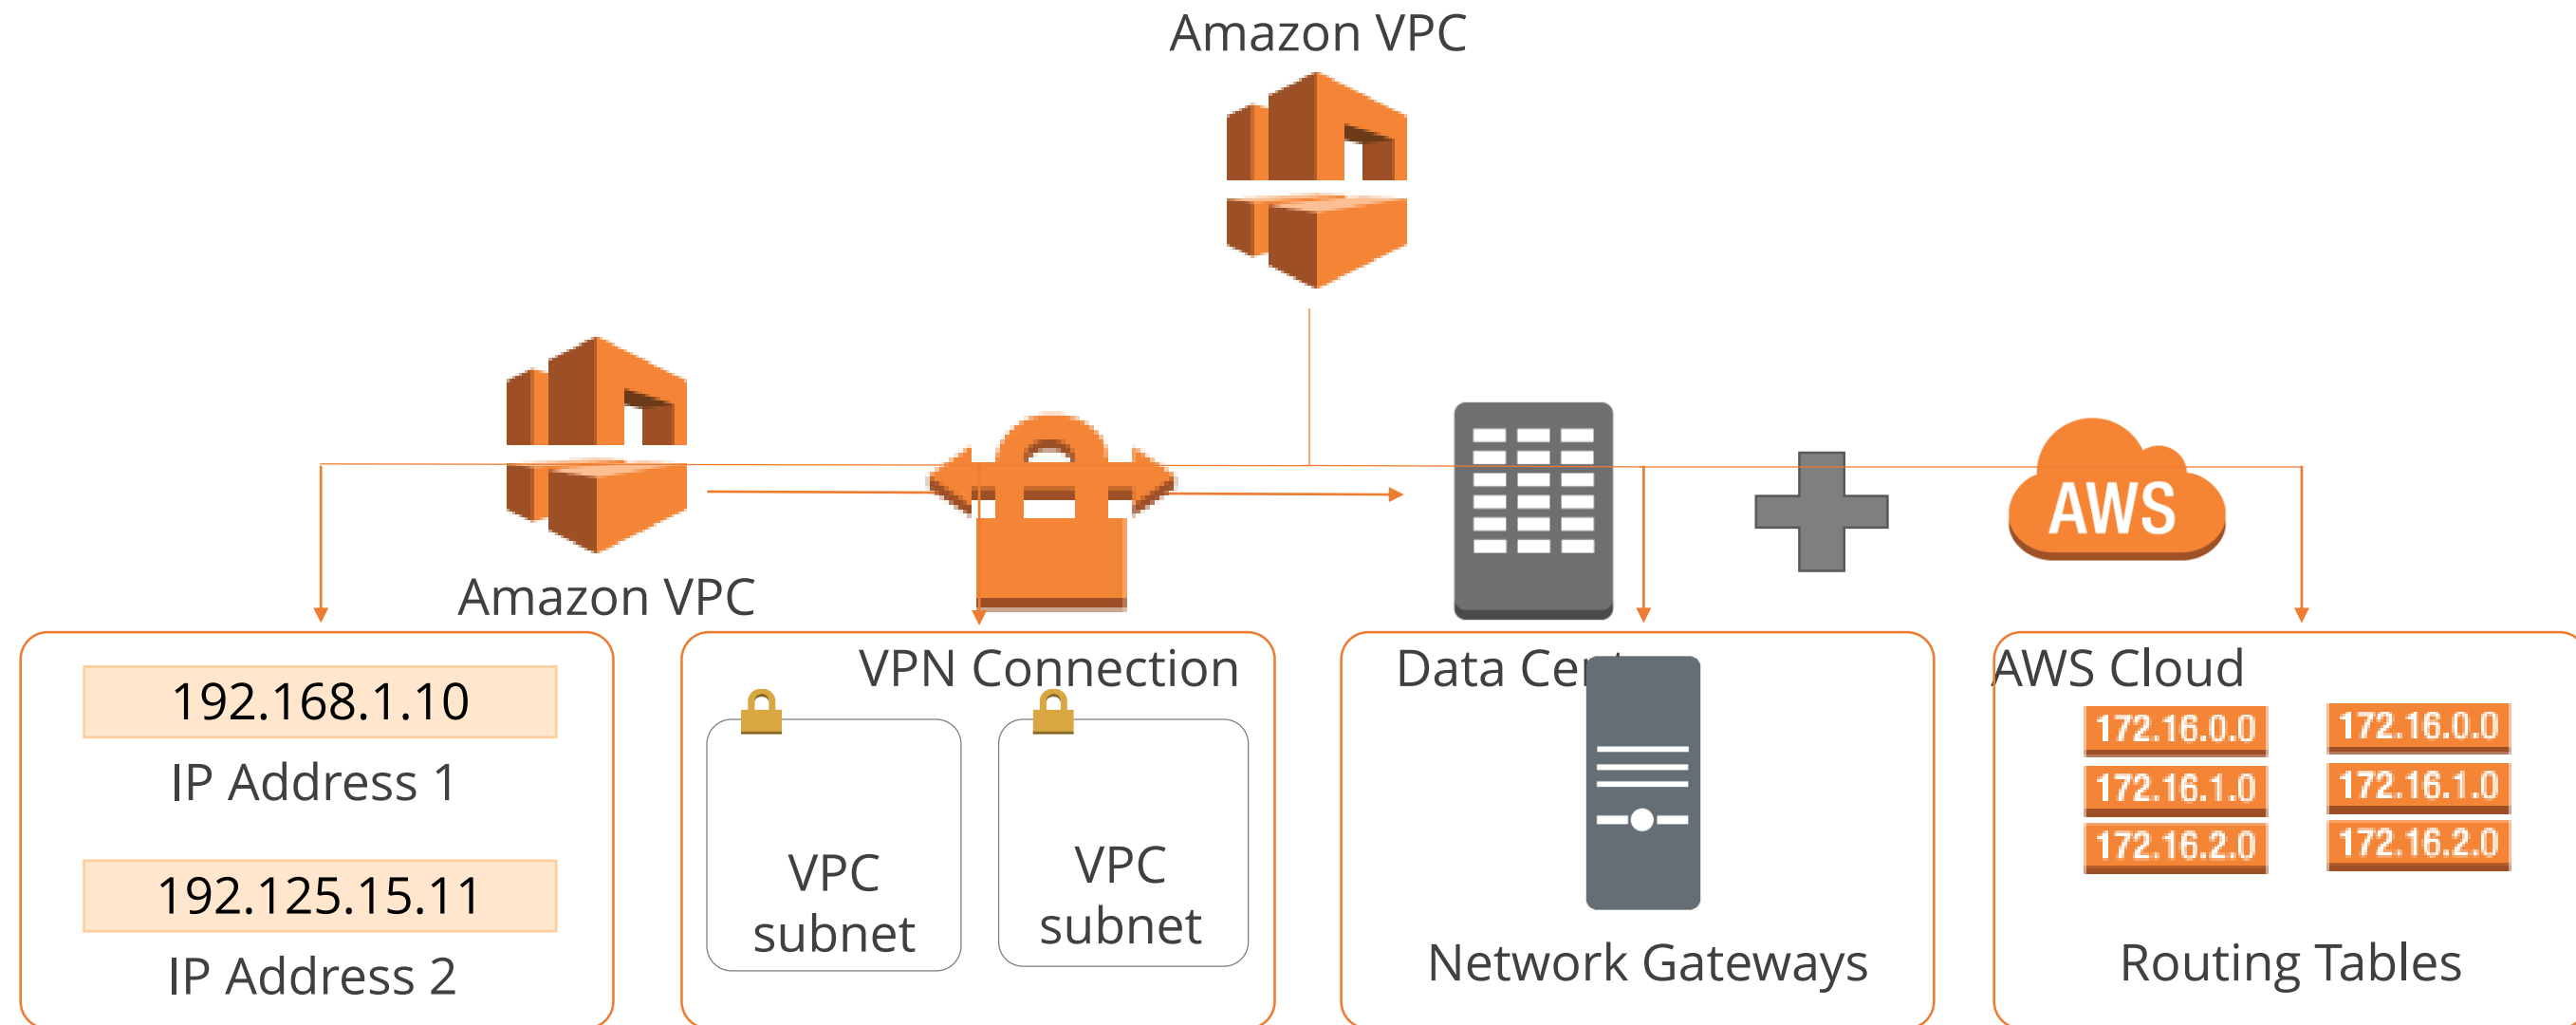 Amazon VPC
AWS
Amazon VPC
VPN Connection
Data Cen
AWS Cloud
192.168.1.10
IP Address 1
192.125.15.11
IP Address 2
VPC
subnet
VPC
subnet
Network Gateways
172.16.0.0
172.16.1.0
172.16.2.0
172.16.0.0
172.16.1.0
172.16.2.0
Routing Tables